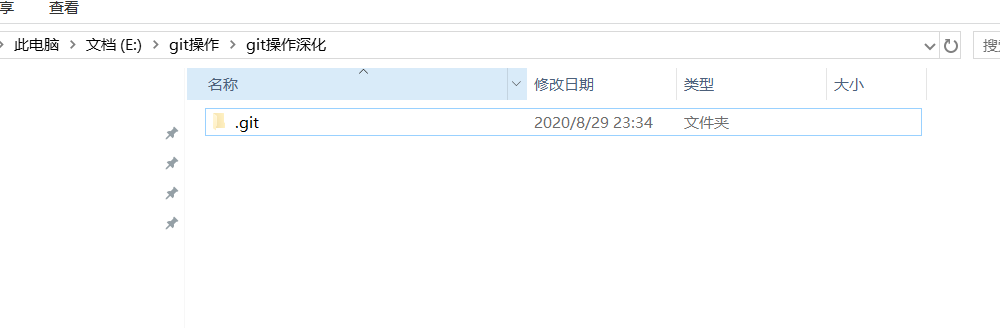 享 查看
此电脑 文档 (E:) git操作 git操作深化 搜索
名称 修改日期 类型 大小
.git 2020/8/29 23:34 文件夹